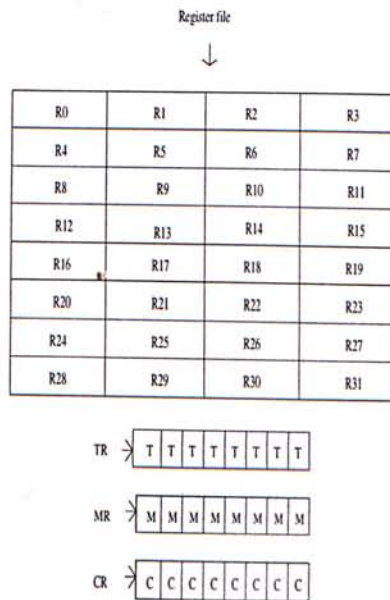 Register file
R0 R1 R2 R3
R4 R5 R6 R7
R8 R9 R10 R11
R12 R13 R14 R15
R16 R17 R18 R19
R20 R21 R22 R23
R24 R25 R26 R27
R28 R29 R30 R31
TR T T T T T T T T
MR M M M M M M M M
CR C C C C C C C C